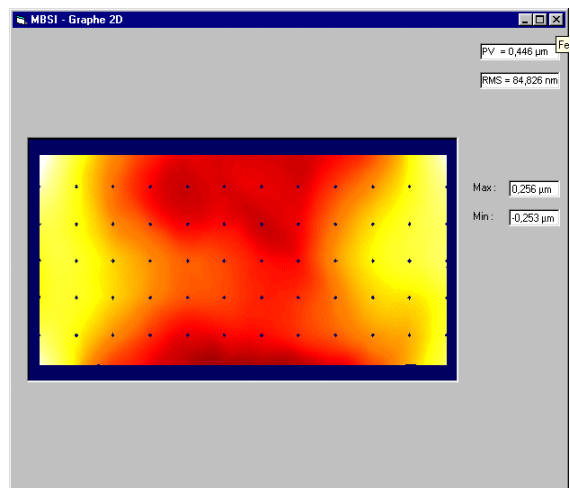 MBSI - Graphe 2D
Fe
PV = 0,446 µm
RMS = 84,826 nm
Max : 0,256 µm
Min : -0,253 µm